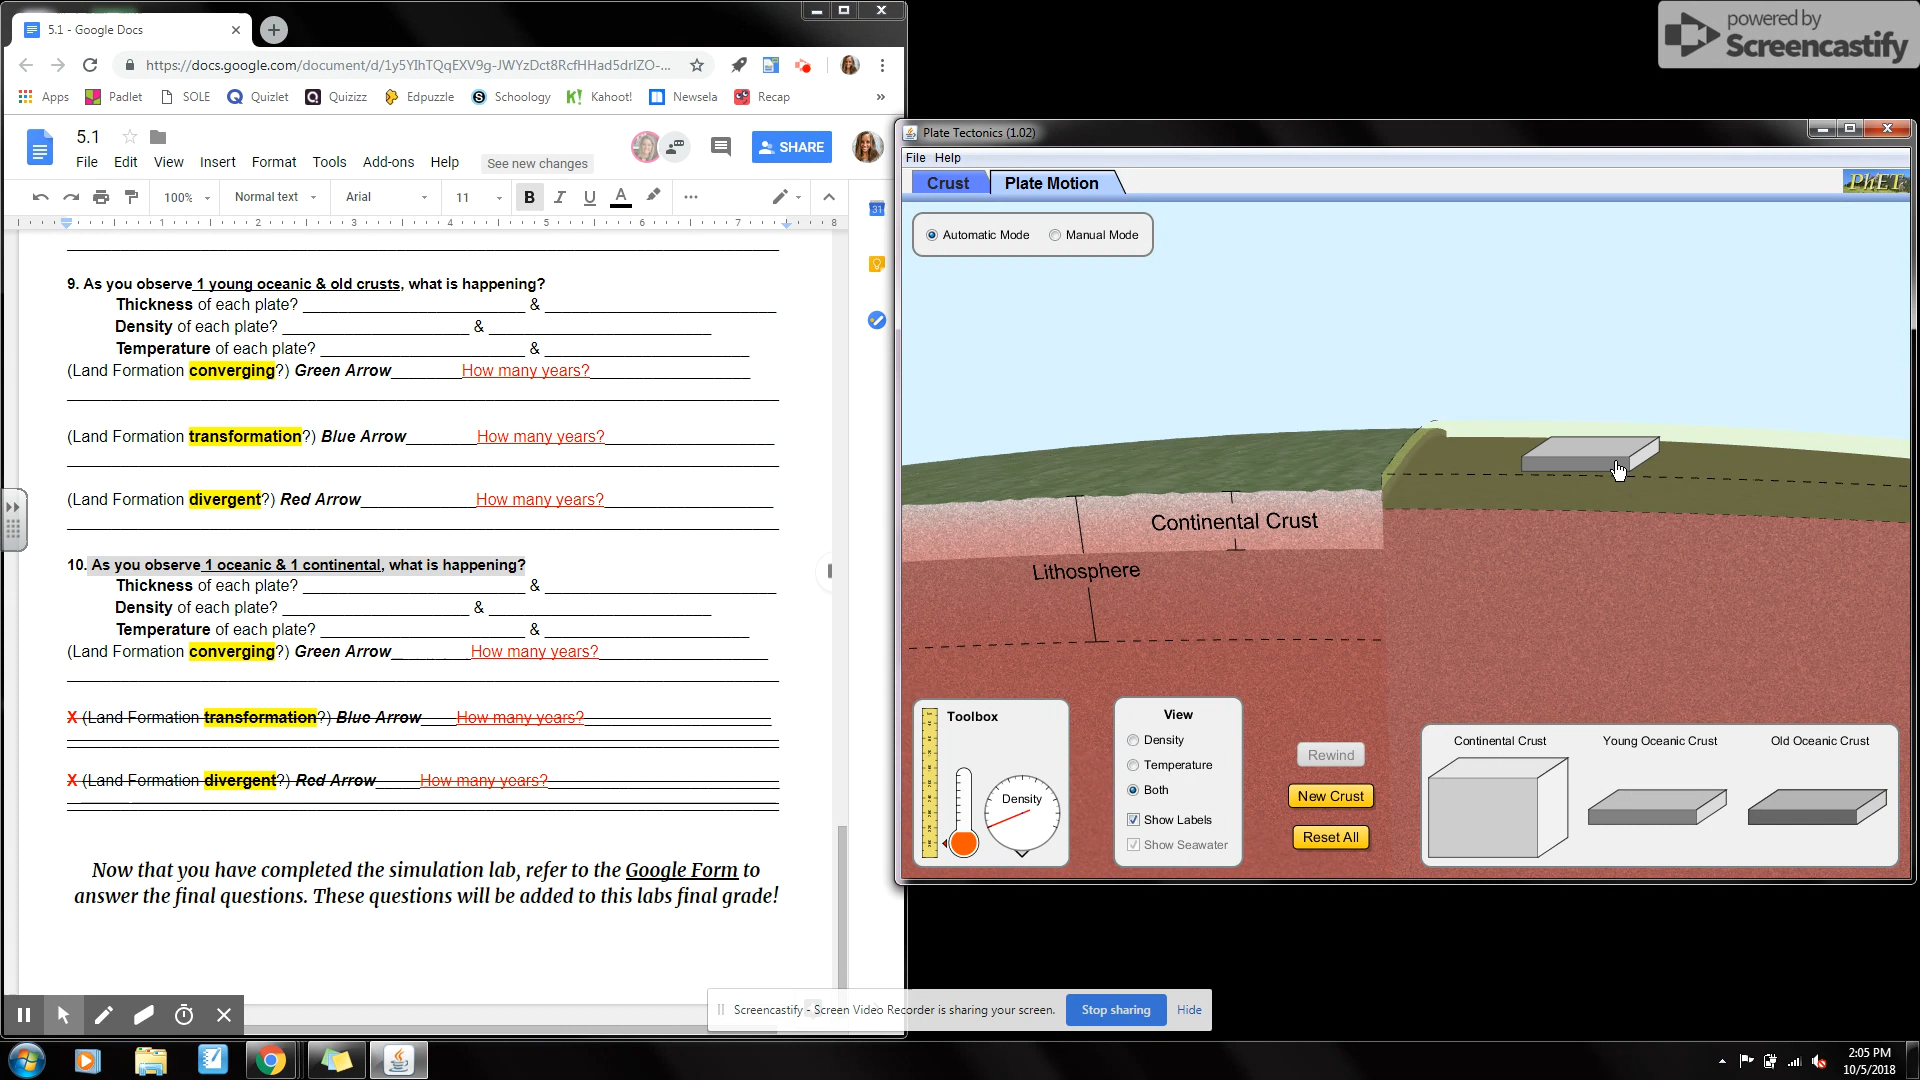 powered by
Screencastify
5.1 - Google Docs
https://docs.google.com/document/d/1y5YIhTQqEXV9g-JWYzDct8RcfHHad5drIZO-...
Apps Padlet SOLE Quizlet Quizizz Edpuzzle Schoology Kahoot! Newsela Recap »
5.1
File Edit View Insert Format Tools Add-ons Help See new changes
SHARE
100% Normal text Arial 11 B I U A
1 2 3 4 5 6 7 8
31
9. As you observe 1 young oceanic & old crusts, what is happening?
Thickness of each plate? & 
Density of each plate? & 
Temperature of each plate? & 
(Land Formation converging?) Green Arrow How many years?
(Land Formation transformation?) Blue Arrow How many years?
(Land Formation divergent?) Red Arrow How many years?
10. As you observe 1 oceanic & 1 continental, what is happening?
Thickness of each plate? & 
Density of each plate? & 
Temperature of each plate? & 
(Land Formation converging?) Green Arrow How many years?
X (Land Formation transformation?) Blue Arrow How many years?
X (Land Formation divergent?) Red Arrow How many years?
Now that you have completed the simulation lab, refer to the Google Form to
answer the final questions. These questions will be added to this labs final grade!
Plate Tectonics (1.02)
File Help
Crust Plate Motion
PhET
Automatic Mode Manual Mode
Continental Crust
Lithosphere
Toolbox
Density
View
Density
Temperature
Both
Show Labels
Show Seawater
Rewind
New Crust
Reset All
Continental Crust Young Oceanic Crust Old Oceanic Crust
Screencastify - Screen Video Recorder is sharing your screen. Stop sharing Hide
2:05 PM
10/5/2018